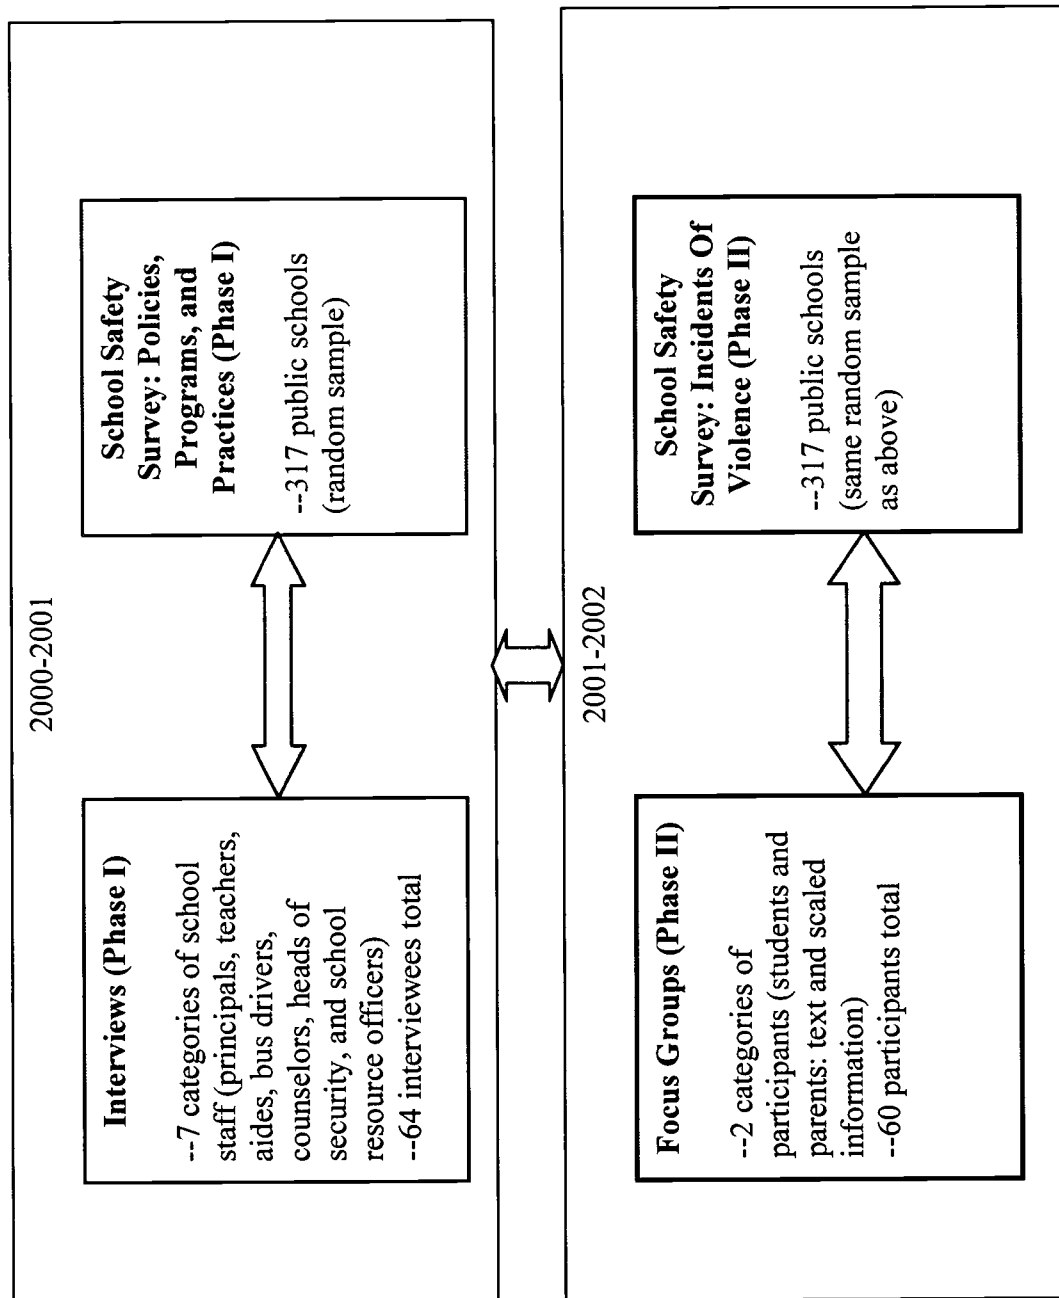 2000-2001
Interviews (Phase I)
--7 categories of school
staff (principals, teachers,
aides, bus drivers,
counselors, heads of
security, and school
resource officers)
--64 interviewees total
School Safety
Survey: Policies,
Programs, and
Practices (Phase I)
--317 public schools
(random sample)
2001-2002
Focus Groups (Phase II)
--2 categories of
participants (students and
parents: text and scaled
information)
--60 participants total
School Safety
Survey: Incidents Of
Violence (Phase II)
--317 public schools
(same random sample
as above)